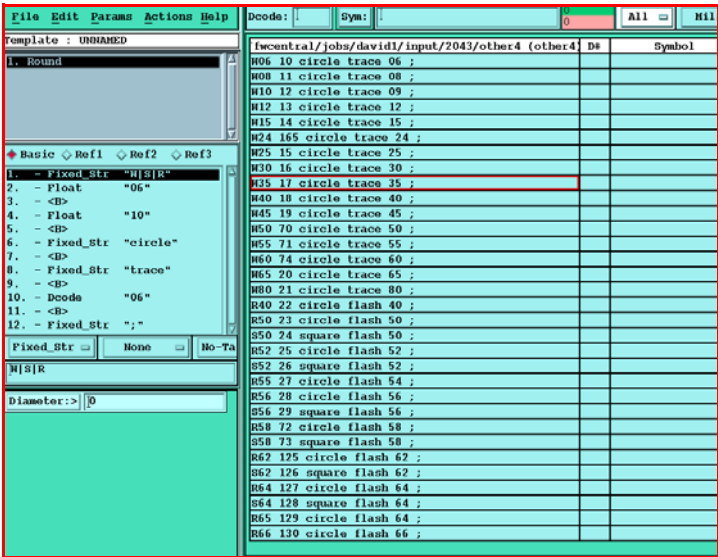 File Edit Params Actions Help
Dcode:
Sym:
0
0
All
Mil
Template : UNNAMED
1. Round
Basic Ref1 Ref2 Ref3
1. - Fixed_Str "W|S|R"
2. - Float "06"
3. - <B>
4. - Float "10"
5. - <B>
6. - Fixed_Str "circle"
7. - <B>
8. - Fixed_Str "trace"
9. - <B>
10. - Dcode "06"
11. - <B>
12. - Fixed_Str ";"
Fixed_Str None No-Ta
W|S|R
Diameter:> 0
fwcentral/jobs/david1/input/2043/other4 (other4) D# Symbol
W06 10 circle trace 06 ;
W08 11 circle trace 08 ;
W10 12 circle trace 09 ;
W12 13 circle trace 12 ;
W15 14 circle trace 15 ;
W24 165 circle trace 24 ;
W25 15 circle trace 25 ;
W30 16 circle trace 30 ;
W35 17 circle trace 35 ;
W40 18 circle trace 40 ;
W45 19 circle trace 45 ;
W50 70 circle trace 50 ;
W55 71 circle trace 55 ;
W60 74 circle trace 60 ;
W65 20 circle trace 65 ;
W80 21 circle trace 80 ;
R40 22 circle flash 40 ;
R50 23 circle flash 50 ;
S50 24 square flash 50 ;
R52 25 circle flash 52 ;
S52 26 square flash 52 ;
R55 27 circle flash 54 ;
R56 28 circle flash 56 ;
S56 29 square flash 56 ;
R58 72 circle flash 58 ;
S58 73 square flash 58 ;
R62 125 circle flash 62 ;
S62 126 square flash 62 ;
R64 127 circle flash 64 ;
S64 128 square flash 64 ;
R65 129 circle flash 64 ;
R66 130 circle flash 66 ;